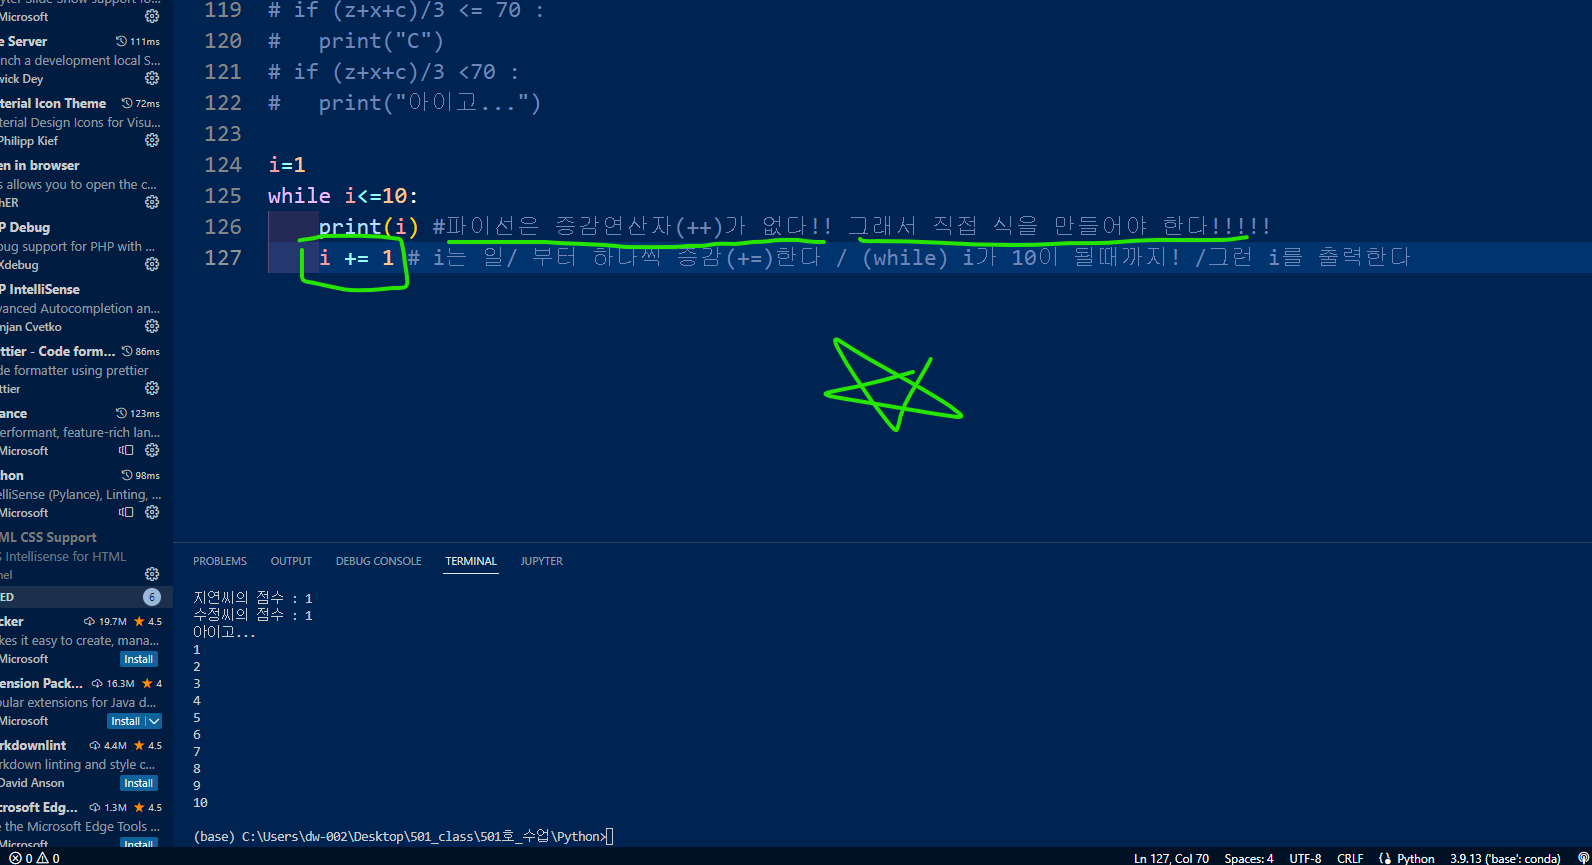 yter Slide Show support fo...
Microsoft
e Server 111ms
nch a development local S...
wick Dey
terial Icon Theme 72ms
terial Design Icons for Visu...
Philipp Kief
en in browser
s allows you to open the c...
hER
P Debug
bug support for PHP with ...
Xdebug
P IntelliSense
vanced Autocompletion an...
mjan Cvetko
ttier - Code form... 86ms
de formatter using prettier
ttier
ance 123ms
erformant, feature-rich lan...
Microsoft
hon 98ms
elliSense (Pylance), Linting, ...
Microsoft
ML CSS Support
S Intellisense for HTML
nel
ED 6
cker 19.7M ★ 4.5
kes it easy to create, mana...
Microsoft Install
ension Pack... 16.3M ★ 4
pular extensions for Java d...
Microsoft Install
rkdownlint 4.4M ★ 4.5
rkdown linting and style c...
David Anson Install
crosoft Edg... 1.3M ★ 4.5
e the Microsoft Edge Tools ...
Microsoft Install
119 # if (z+x+c)/3 <= 70 :
120 #   print("C")
121 # if (z+x+c)/3 <70 :
122 #   print("아이고...")
123
124 i=1
125 while i<=10:
126     print(i) #파이선은 증감연산자(++)가 없다!! 그래서 직접 식을 만들어야 한다!!!!!
127     i += 1 # i는 일/ 부터 하나씩 증감(+=)한다 / (while) i가 10이 될때까지! /그런 i를 출력한다
PROBLEMS OUTPUT DEBUG CONSOLE TERMINAL JUPYTER
지연씨의 점수 : 1
수정씨의 점수 : 1
아이고...
1
2
3
4
5
6
7
8
9
10
(base) C:\Users\dw-002\Desktop\501_class\501호_수업\Python>
0 0 Ln 127, Col 70 Spaces: 4 UTF-8 CRLF Python 3.9.13 ('base': conda)